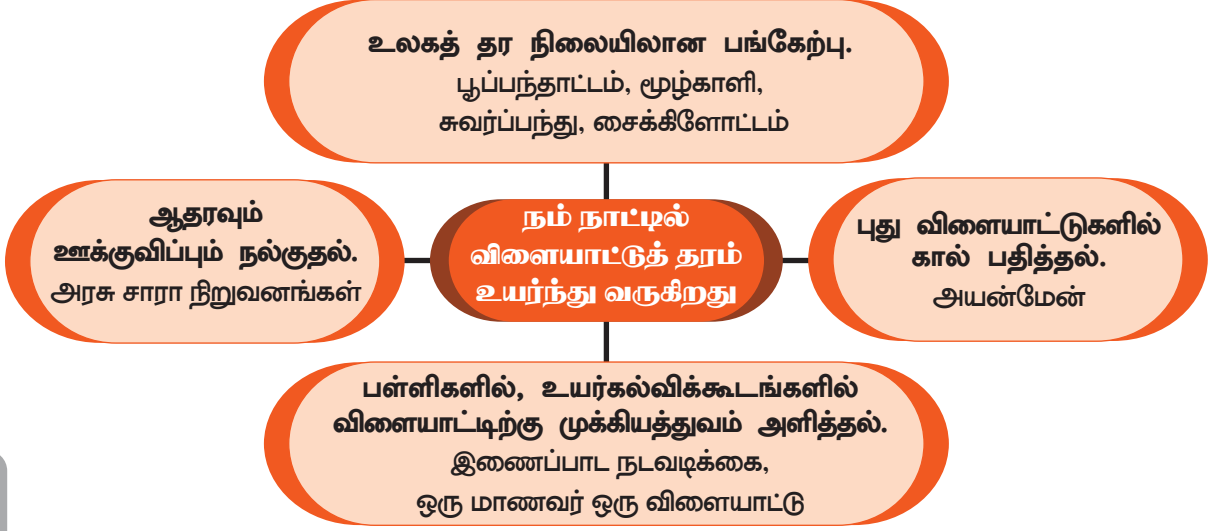 உலகத் தர நிலையிலான பங்கேற்பு.
பூப்பந்தாட்டம், மூழ்காளி,
சுவர்ப்பந்து, சைக்கிளோட்டம்
ஆதரவும்
ஊக்குவிப்பும் நல்குதல்.
அரசு சாரா நிறுவனங்கள்
நம் நாட்டில்
விளையாட்டுத் தரம்
உயர்ந்து வருகிறது
புது விளையாட்டுகளில்
கால் பதித்தல்.
அயன்மேன்
பள்ளிகளில், உயர்கல்விக்கூடங்களில்
விளையாட்டிற்கு முக்கியத்துவம் அளித்தல்.
இணைப்பாட நடவடிக்கை,
ஒரு மாணவர் ஒரு விளையாட்டு